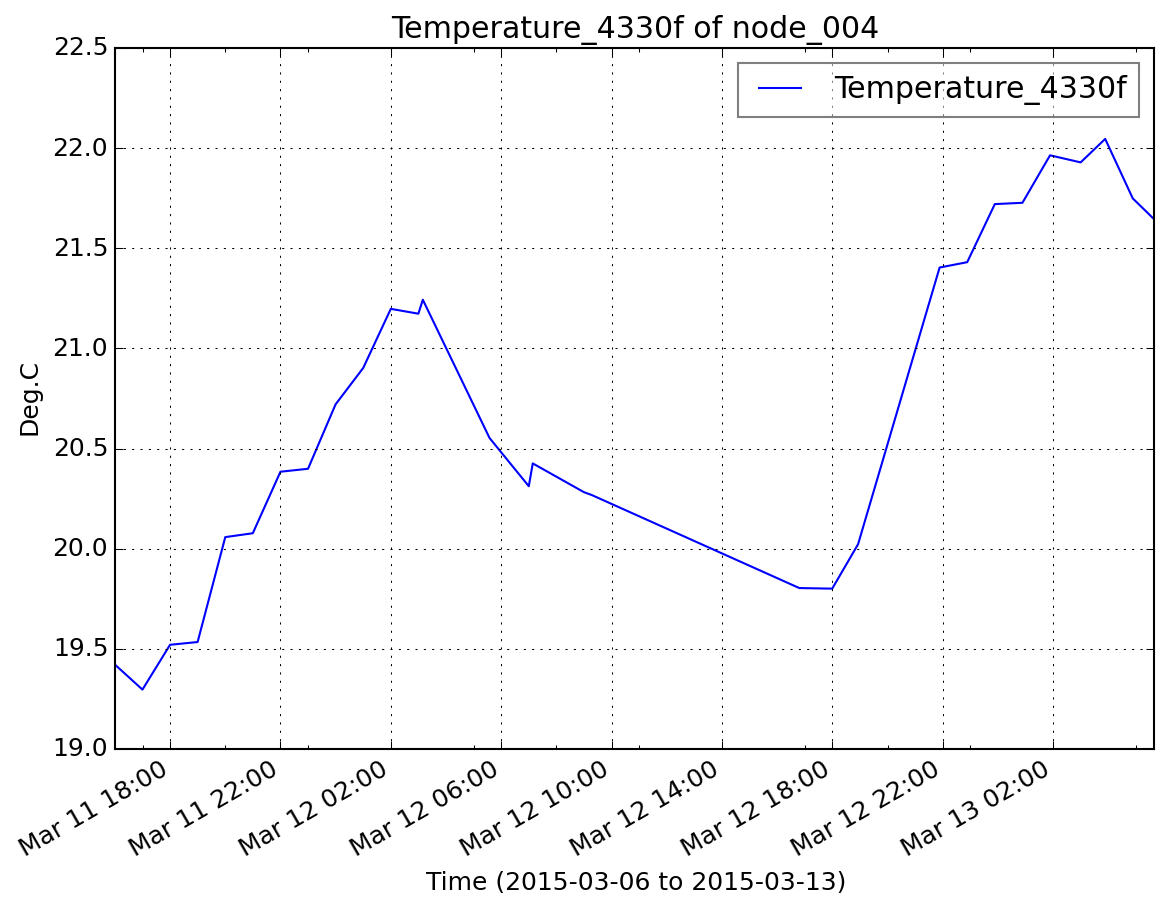 Temperature_4330f of node_004
Temperature_4330f
22.5
22.0
21.5
21.0
20.5
20.0
19.5
19.0
Deg.C
Mar 11 18:00
Mar 11 22:00
Mar 12 02:00
Mar 12 06:00
Mar 12 10:00
Mar 12 14:00
Mar 12 18:00
Mar 12 22:00
Mar 13 02:00
Time (2015-03-06 to 2015-03-13)